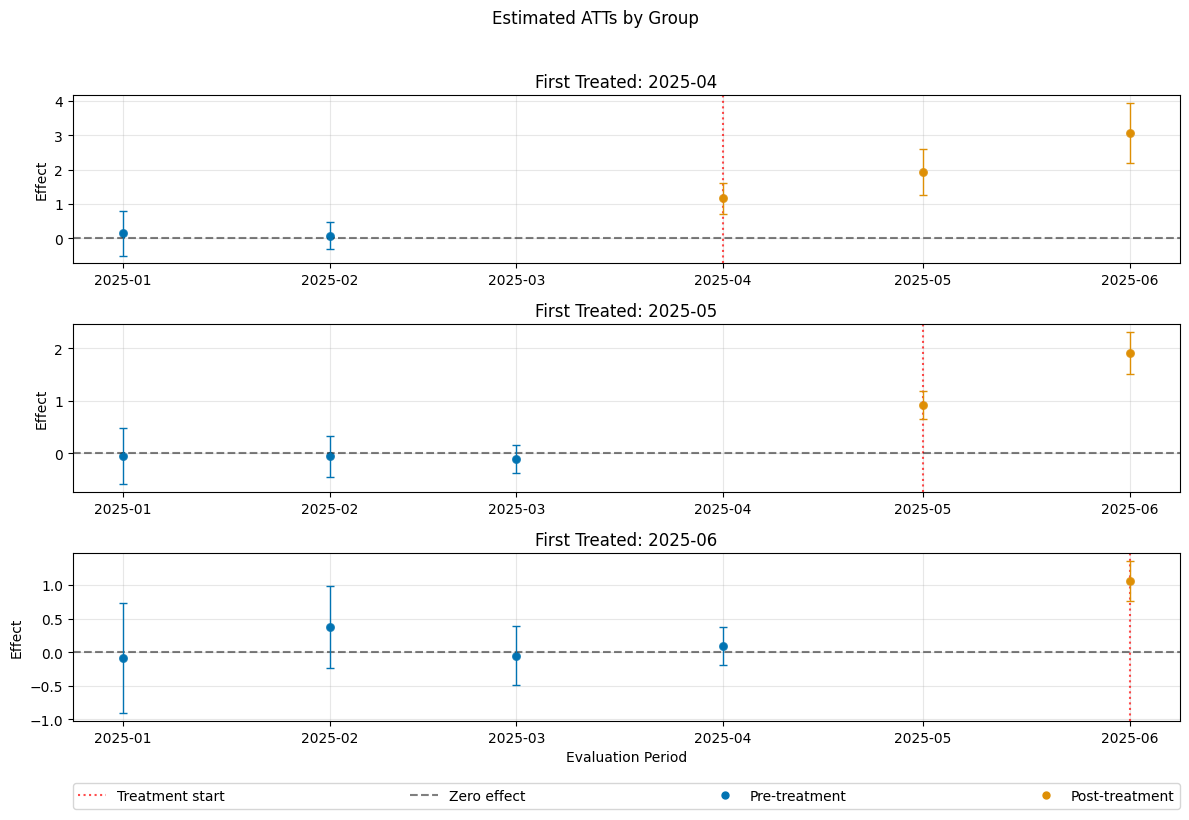 Estimated ATTs by Group
First Treated: 2025-04
4
3
2
1
0
Effect
2025-01 2025-02 2025-03 2025-04 2025-05 2025-06
First Treated: 2025-05
2
1
0
Effect
2025-01 2025-02 2025-03 2025-04 2025-05 2025-06
First Treated: 2025-06
1.0
0.5
0.0
−0.5
−1.0
Effect
2025-01 2025-02 2025-03 2025-04 2025-05 2025-06
Evaluation Period
Treatment start Zero effect Pre-treatment Post-treatment